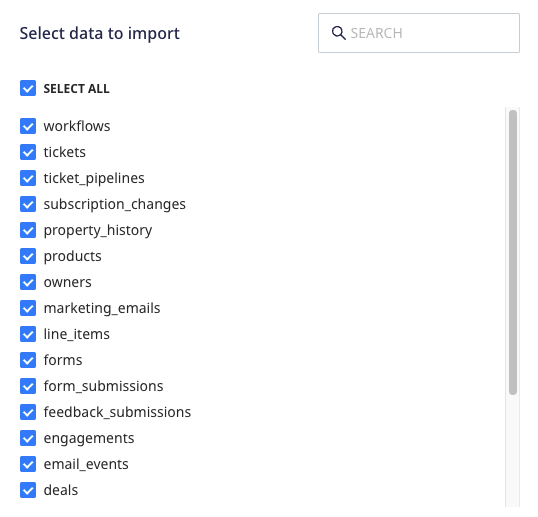 Select data to import
SEARCH
SELECT ALL
workflows
tickets
ticket_pipelines
subscription_changes
property_history
products
owners
marketing_emails
line_items
forms
form_submissions
feedback_submissions
engagements
email_events
deals